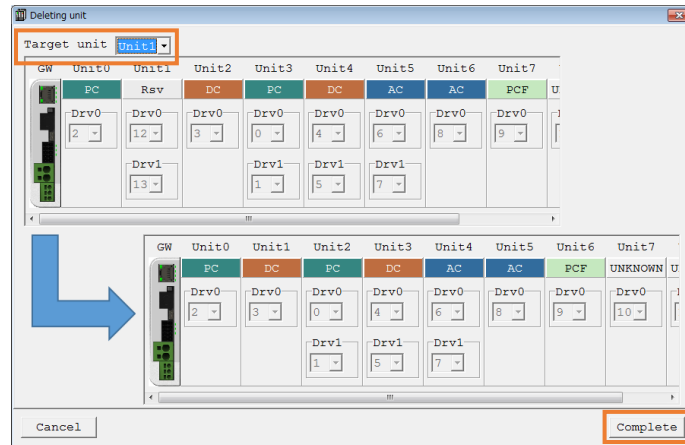 Deleting unit
Target unit Unit1
GW Unit0 Unit1 Unit2 Unit3 Unit4 Unit5 Unit6 Unit7
PC Rsv DC PC DC AC AC PCF U
Drv0 Drv0 Drv0 Drv0 Drv0 Drv0 Drv0 Drv0
2 12 3 0 4 6 8 9
Drv1 Drv1 Drv1 Drv1
13 1 5 7
GW Unit0 Unit1 Unit2 Unit3 Unit4 Unit5 Unit6 Unit7
PC DC PC DC AC AC PCF UNKNOWN U
Drv0 Drv0 Drv0 Drv0 Drv0 Drv0 Drv0 Drv0
2 3 0 4 6 8 9 10
Drv1 Drv1 Drv1
1 5 7
Cancel Complete